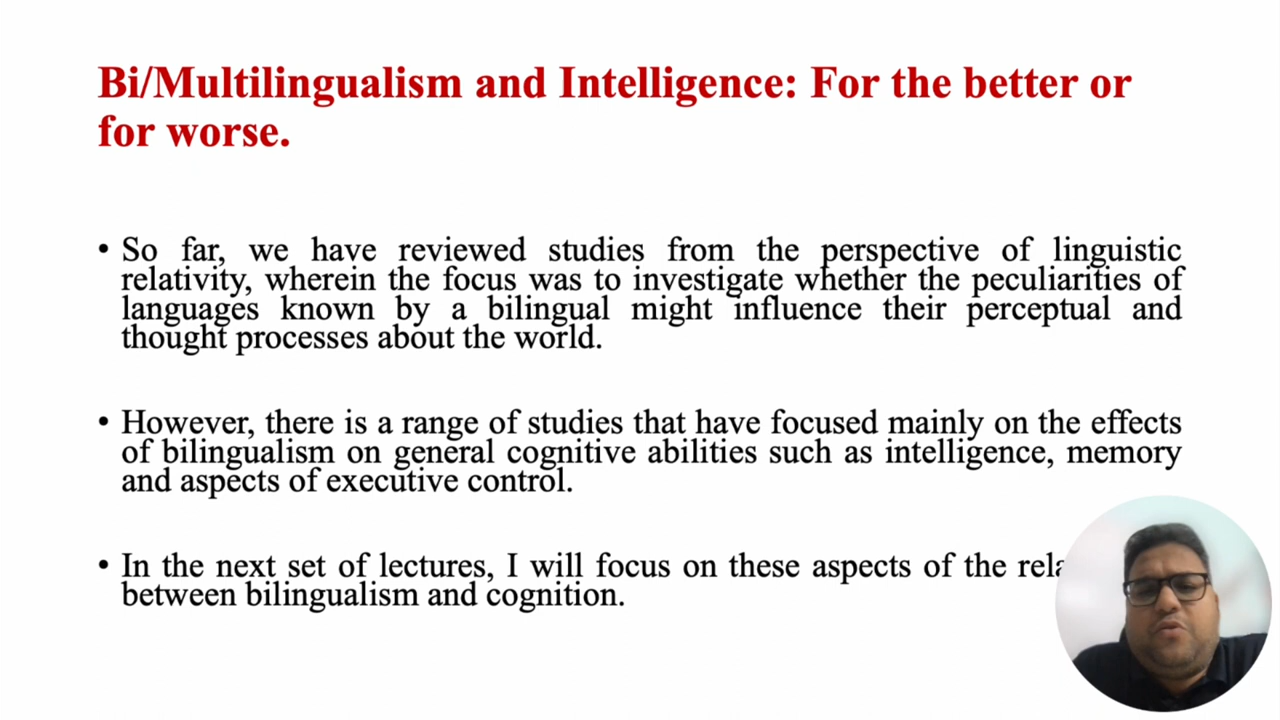 Bi/Multilingualism and Intelligence: For the better or
for worse.
• So far, we have reviewed studies from the perspective of linguistic
relativity, wherein the focus was to investigate whether the peculiarities of
languages known by a bilingual might influence their perceptual and
thought processes about the world.
• However, there is a range of studies that have focused mainly on the effects
of bilingualism on general cognitive abilities such as intelligence, memory
and aspects of executive control.
• In the next set of lectures, I will focus on these aspects of the
between bilingualism and cognition.